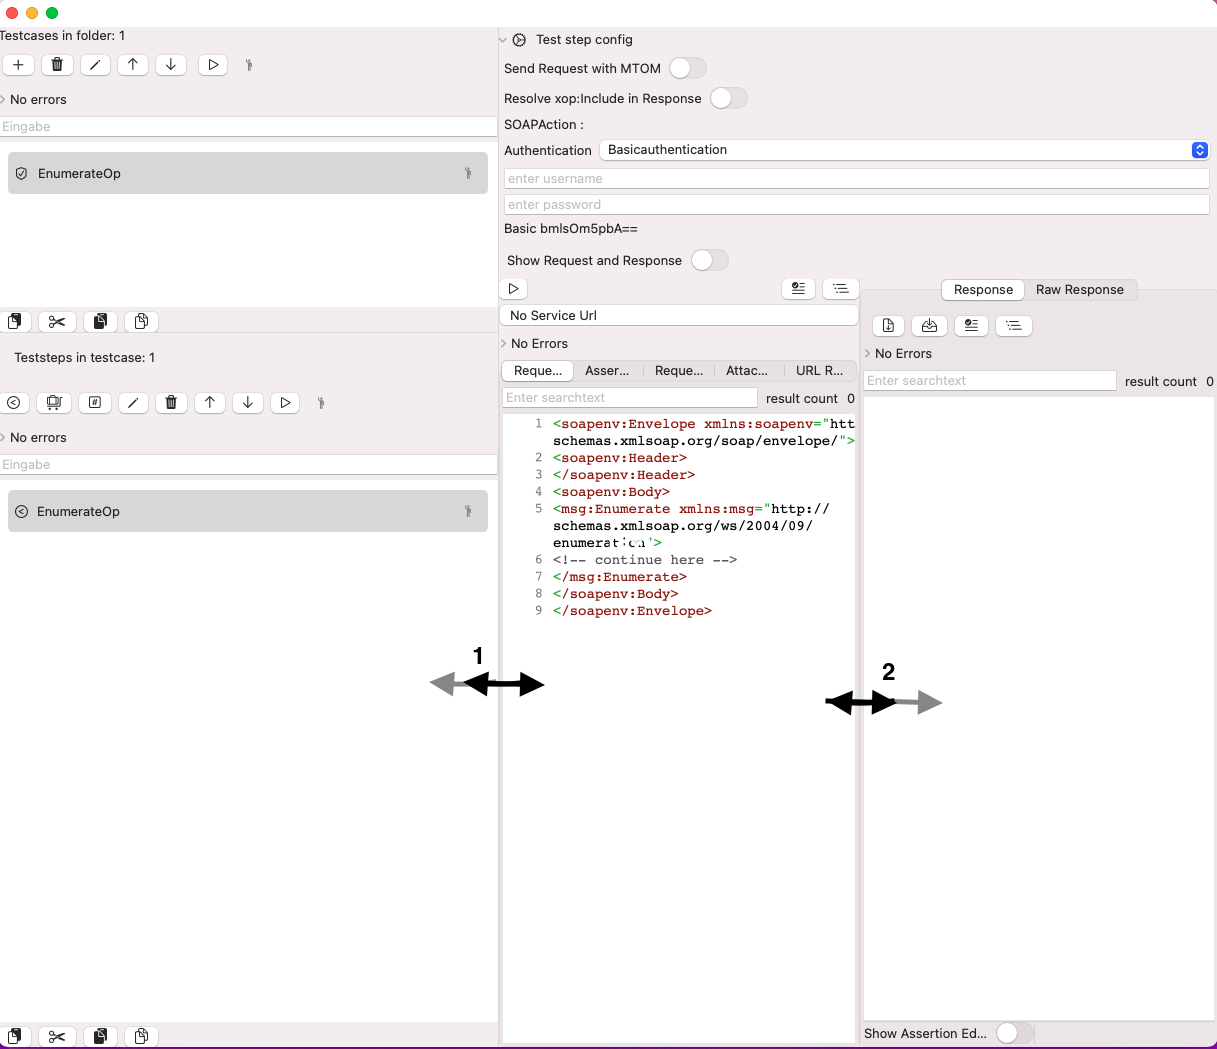 Testcases in folder: 1
No errors
Eingabe
EnumerateOp
Teststeps in testcase: 1
#
No errors
Eingabe
EnumerateOp
Test step config
Send Request with MTOM
Resolve xop:Include in Response
SOAPAction :
Authentication Basicauthentication
enter username
enter password
Basic bmlsOm5pbA==
Show Request and Response
No Service Url
No Errors
Reque... Asser... Reque... Attac... URL R...
Enter searchtext result count 0
1 <soapenv:Envelope xmlns:soapenv="htt
schemas.xmlsoap.org/soap/envelope/">
2 <soapenv:Header>
3 </soapenv:Header>
4 <soapenv:Body>
5 <msg:Enumerate xmlns:msg="http://
schemas.xmlsoap.org/ws/2004/09/
enumeration">
6 <!-- continue here -->
7 </msg:Enumerate>
8 </soapenv:Body>
9 </soapenv:Envelope>
1
Response Raw Response
No Errors
Enter searchtext result count 0
2
Show Assertion Ed...